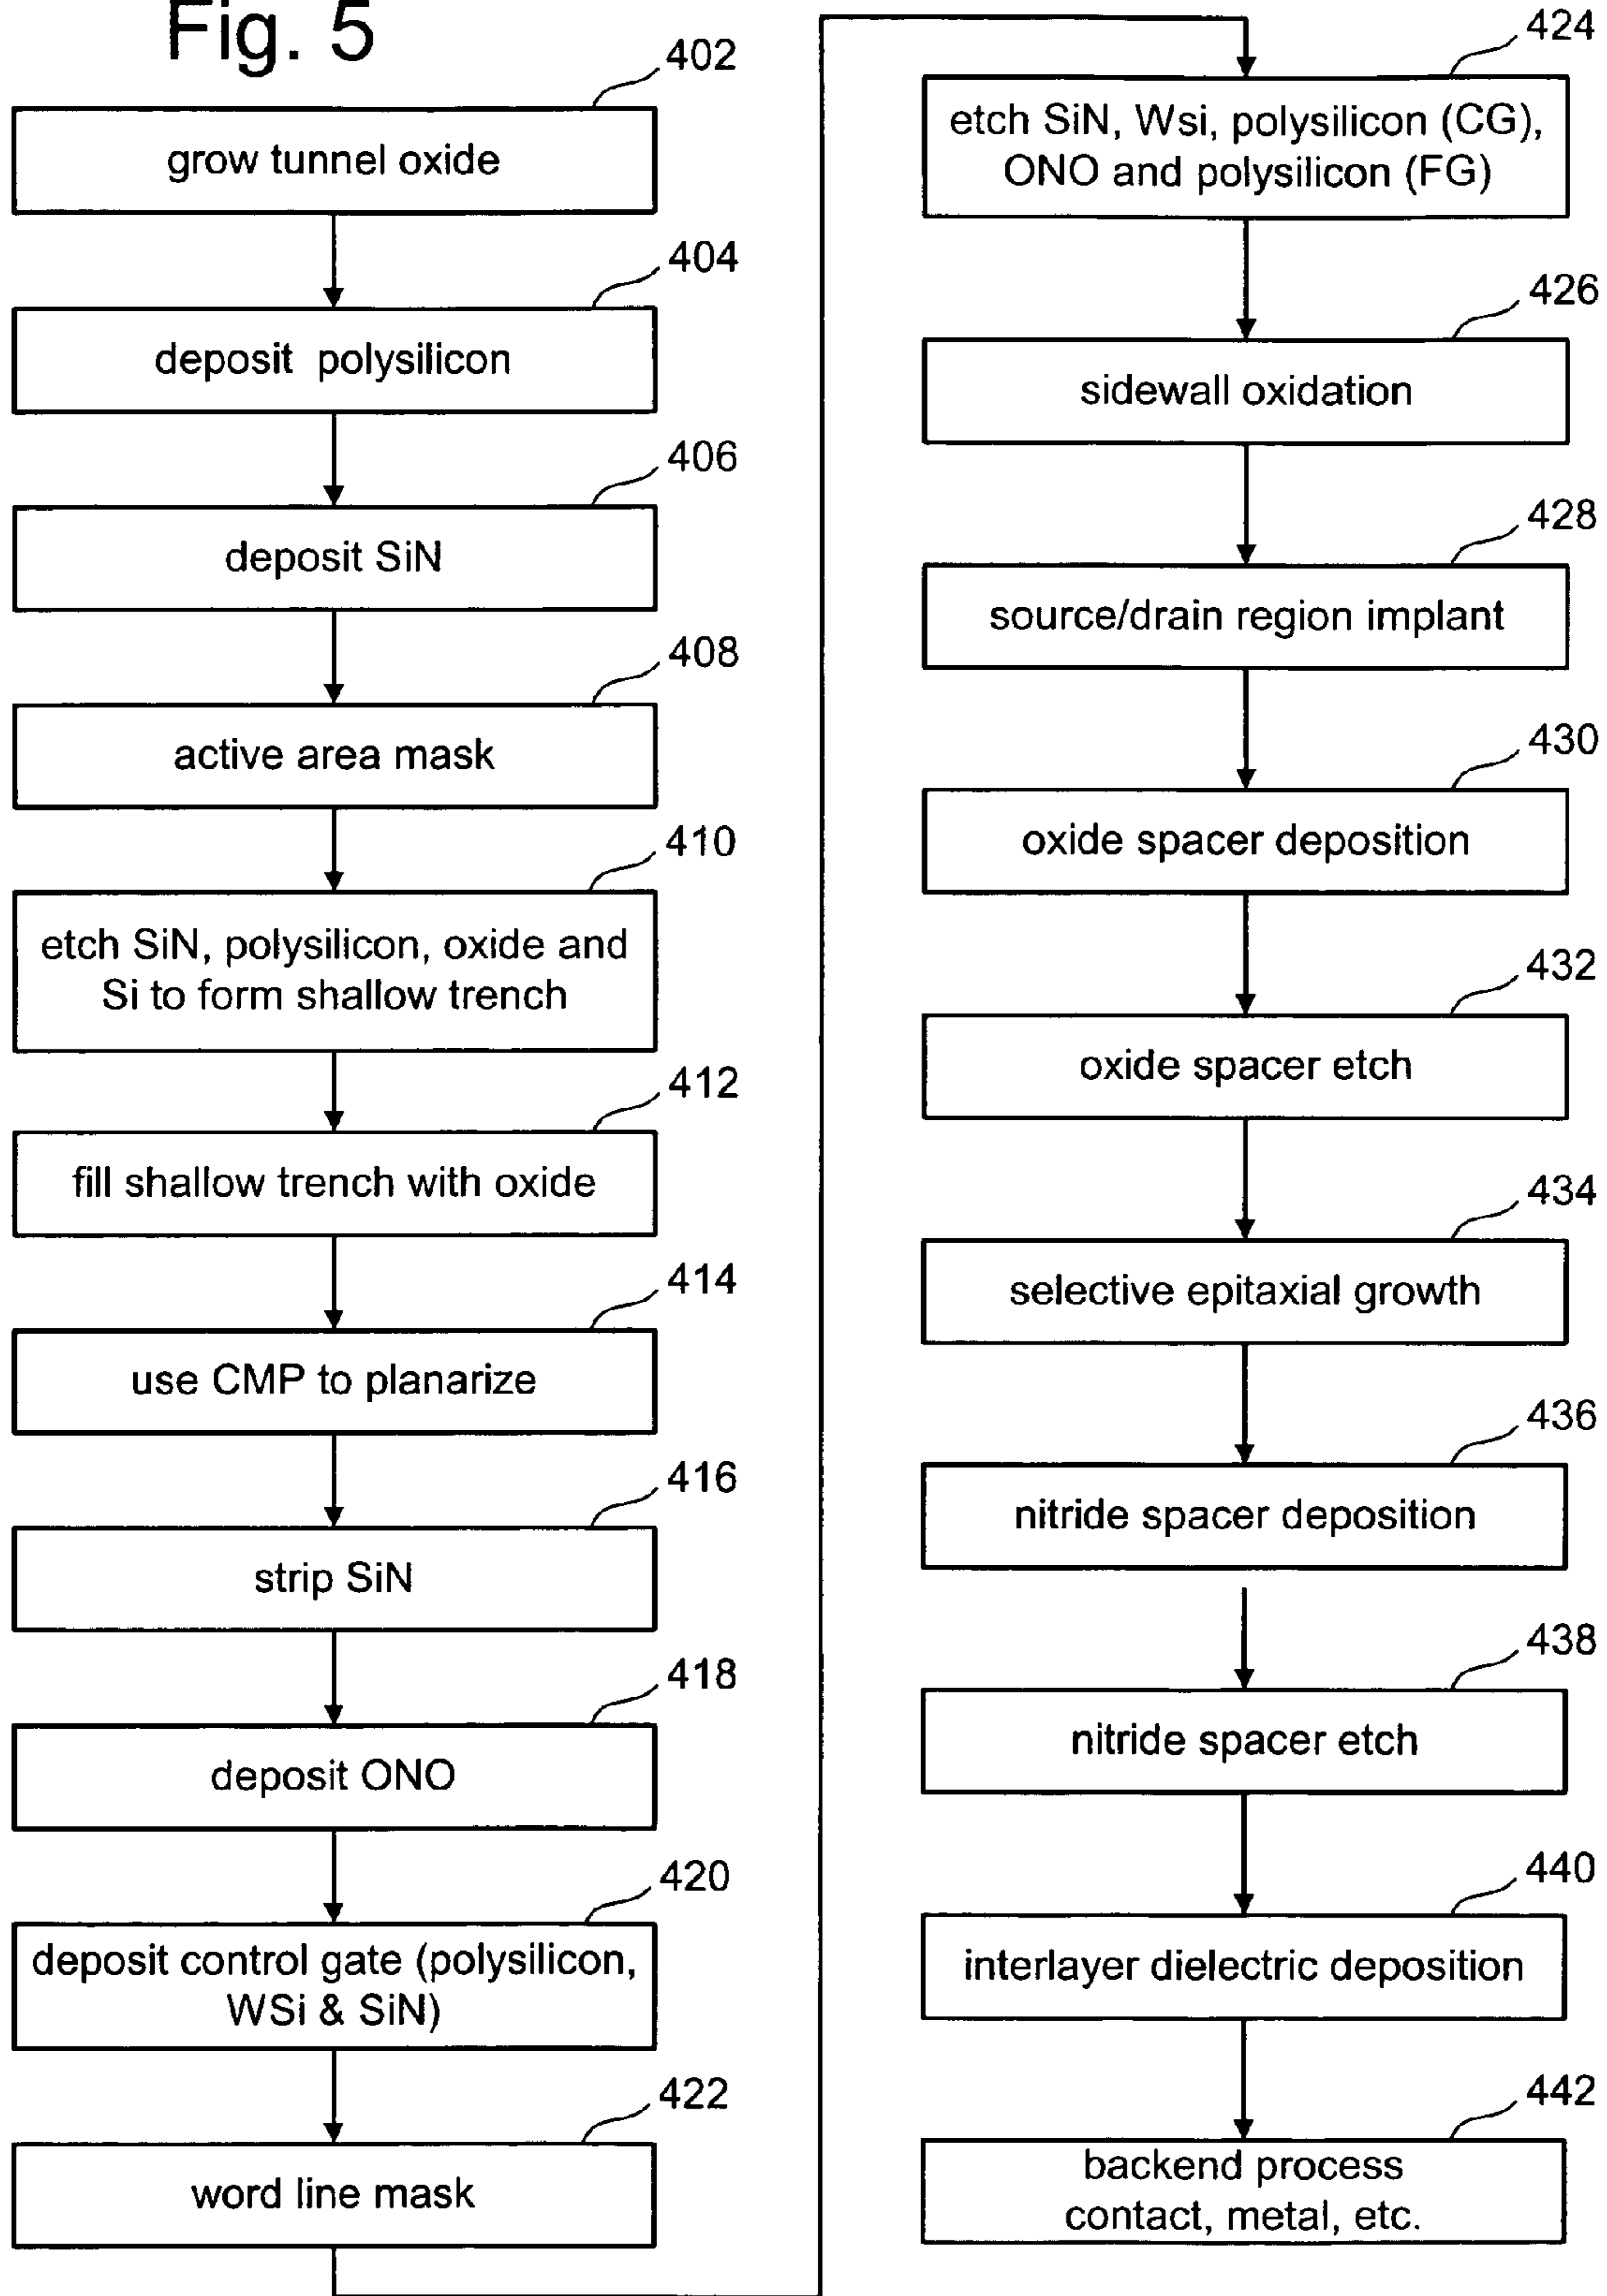 Fig. 5
402
grow tunnel oxide
404
deposit polysilicon
406
deposit SiN
408
active area mask
410
etch SiN, polysilicon, oxide and
Si to form shallow trench
412
fill shallow trench with oxide
414
use CMP to planarize
416
strip SiN
418
deposit ONO
420
deposit control gate (polysilicon,
WSi & SiN)
422
word line mask
424
etch SiN, Wsi, polysilicon (CG),
ONO and polysilicon (FG)
426
sidewall oxidation
428
source/drain region implant
430
oxide spacer deposition
432
oxide spacer etch
434
selective epitaxial growth
436
nitride spacer deposition
438
nitride spacer etch
440
interlayer dielectric deposition
442
backend process
contact, metal, etc.